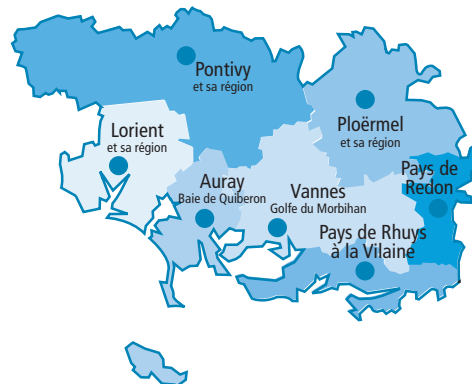 Pontivy
et sa région
Ploërmel
et sa région
Lorient
et sa région
Pays de
Redon
Auray
Baie de Quiberon
Vannes
Golfe du Morbihan
Pays de Rhuys
à la Vilaine